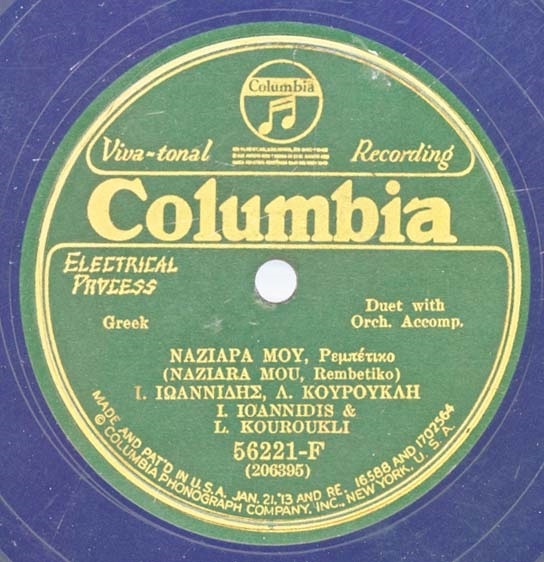 Columbia
Viva-tonal Recording
Columbia
ELECTRICAL
PROCESS
Greek
Duet with
Orch. Accomp.
ΝΑΖΙΑΡΑ ΜΟΥ, Ρεμπέτικο
(NAZIARA MOU, Rembetiko)
Ι. ΙΩΑΝΝΙΔΗΣ, Λ. ΚΟΥΡΟΥΚΛΗ
I. IOANNIDIS &
L. KOUROUKLI
56221-F
(206395)
MADE AND PAT'D IN U.S.A. JAN. 21,'13 AND RE. 16588 AND 1702564
© COLUMBIA PHONOGRAPH COMPANY, INC., NEW YORK, U. S. A.